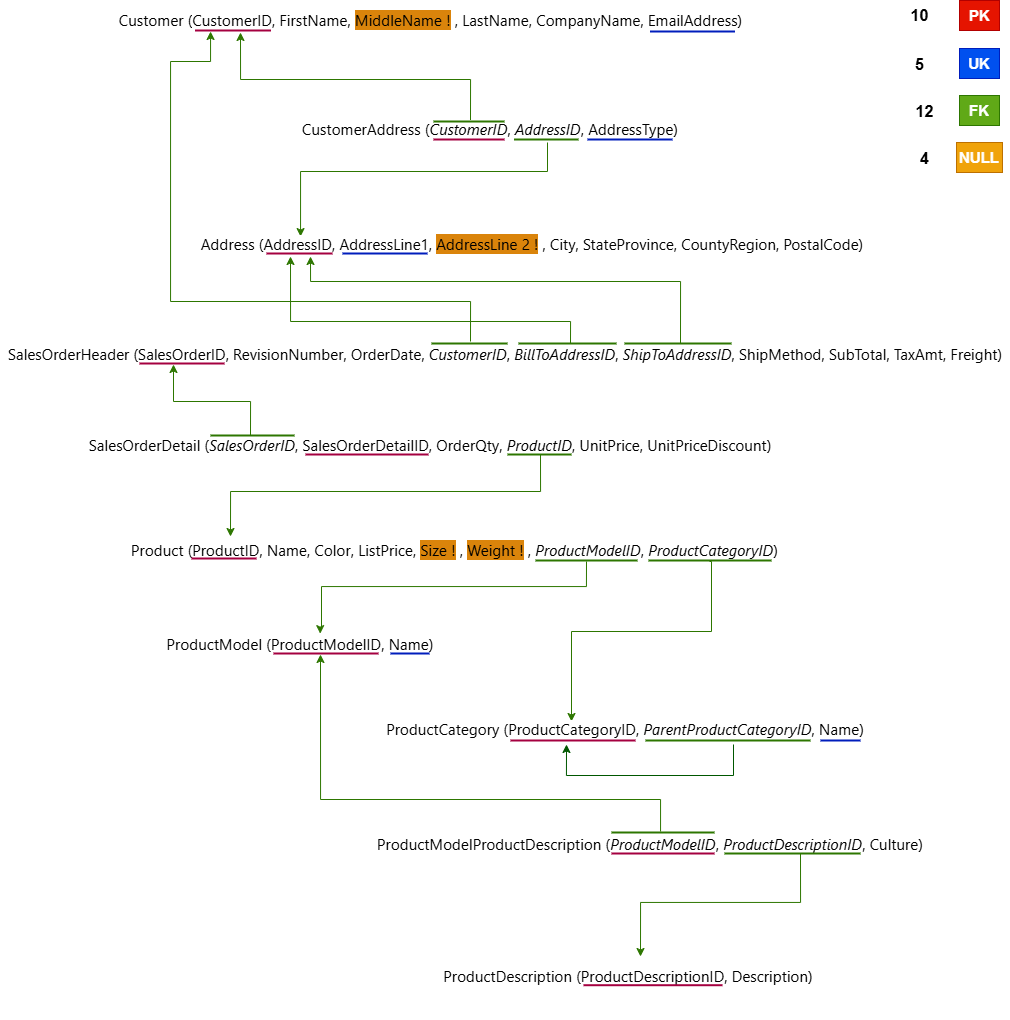 Customer (CustomerID, FirstName, MiddleName ! , LastName, CompanyName, EmailAddress)
10 PK
5 UK
12 FK
CustomerAddress (CustomerID, AddressID, AddressType)
4 NULL
Address (AddressID, AddressLine1, AddressLine 2 ! , City, StateProvince, CountyRegion, PostalCode)
SalesOrderHeader (SalesOrderID, RevisionNumber, OrderDate, CustomerID, BillToAddressID, ShipToAddressID, ShipMethod, SubTotal, TaxAmt, Freight)
SalesOrderDetail (SalesOrderID, SalesOrderDetailID, OrderQty, ProductID, UnitPrice, UnitPriceDiscount)
Product (ProductID, Name, Color, ListPrice, Size ! , Weight ! , ProductModelID, ProductCategoryID)
ProductModel (ProductModelID, Name)
ProductCategory (ProductCategoryID, ParentProductCategoryID, Name)
ProductModelProductDescription (ProductModelID, ProductDescriptionID, Culture)
ProductDescription (ProductDescriptionID, Description)